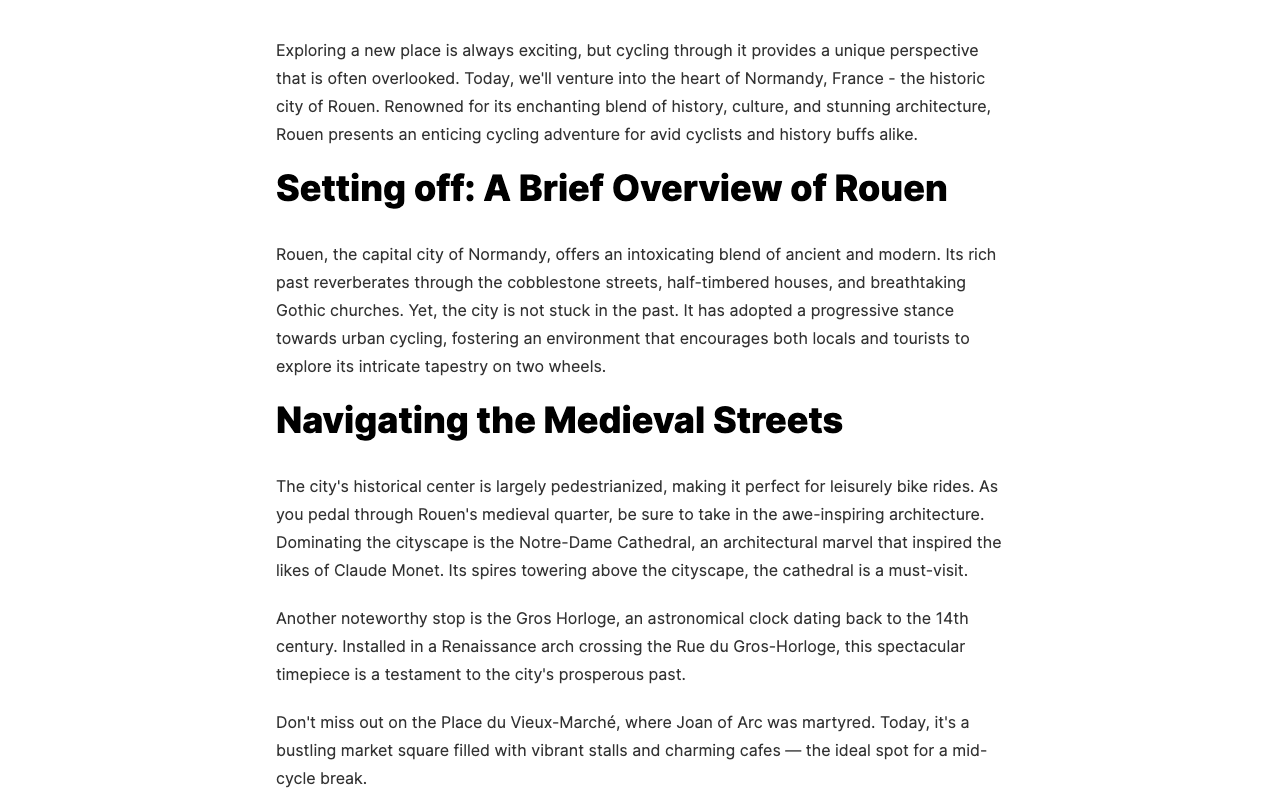 Exploring a new place is always exciting, but cycling through it provides a unique perspective
that is often overlooked. Today, we'll venture into the heart of Normandy, France - the historic
city of Rouen. Renowned for its enchanting blend of history, culture, and stunning architecture,
Rouen presents an enticing cycling adventure for avid cyclists and history buffs alike.
Setting off: A Brief Overview of Rouen
Rouen, the capital city of Normandy, offers an intoxicating blend of ancient and modern. Its rich
past reverberates through the cobblestone streets, half-timbered houses, and breathtaking
Gothic churches. Yet, the city is not stuck in the past. It has adopted a progressive stance
towards urban cycling, fostering an environment that encourages both locals and tourists to
explore its intricate tapestry on two wheels.
Navigating the Medieval Streets
The city's historical center is largely pedestrianized, making it perfect for leisurely bike rides. As
you pedal through Rouen's medieval quarter, be sure to take in the awe-inspiring architecture.
Dominating the cityscape is the Notre-Dame Cathedral, an architectural marvel that inspired the
likes of Claude Monet. Its spires towering above the cityscape, the cathedral is a must-visit.
Another noteworthy stop is the Gros Horloge, an astronomical clock dating back to the 14th
century. Installed in a Renaissance arch crossing the Rue du Gros-Horloge, this spectacular
timepiece is a testament to the city's prosperous past.
Don't miss out on the Place du Vieux-Marché, where Joan of Arc was martyred. Today, it's a
bustling market square filled with vibrant stalls and charming cafes — the ideal spot for a mid-
cycle break.